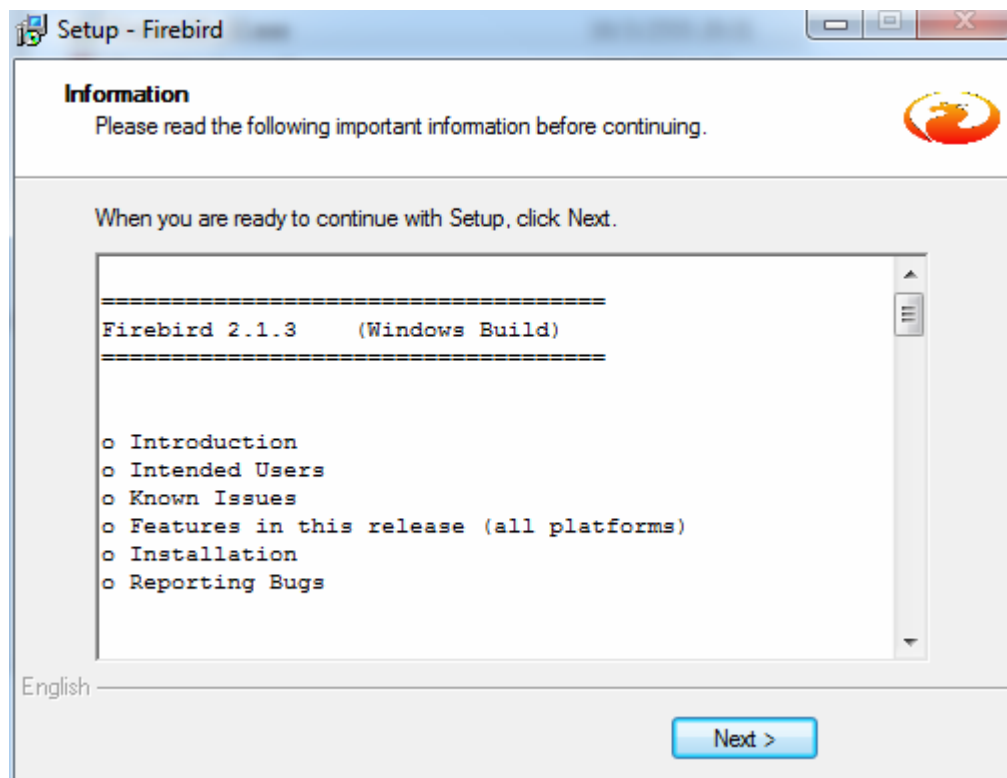 Setup - Firebird
Information
Please read the following important information before continuing.
When you are ready to continue with Setup, click Next.
=====================================
Firebird 2.1.3    (Windows Build)
=====================================
o Introduction
o Intended Users
o Known Issues
o Features in this release (all platforms)
o Installation
o Reporting Bugs
English
Next >